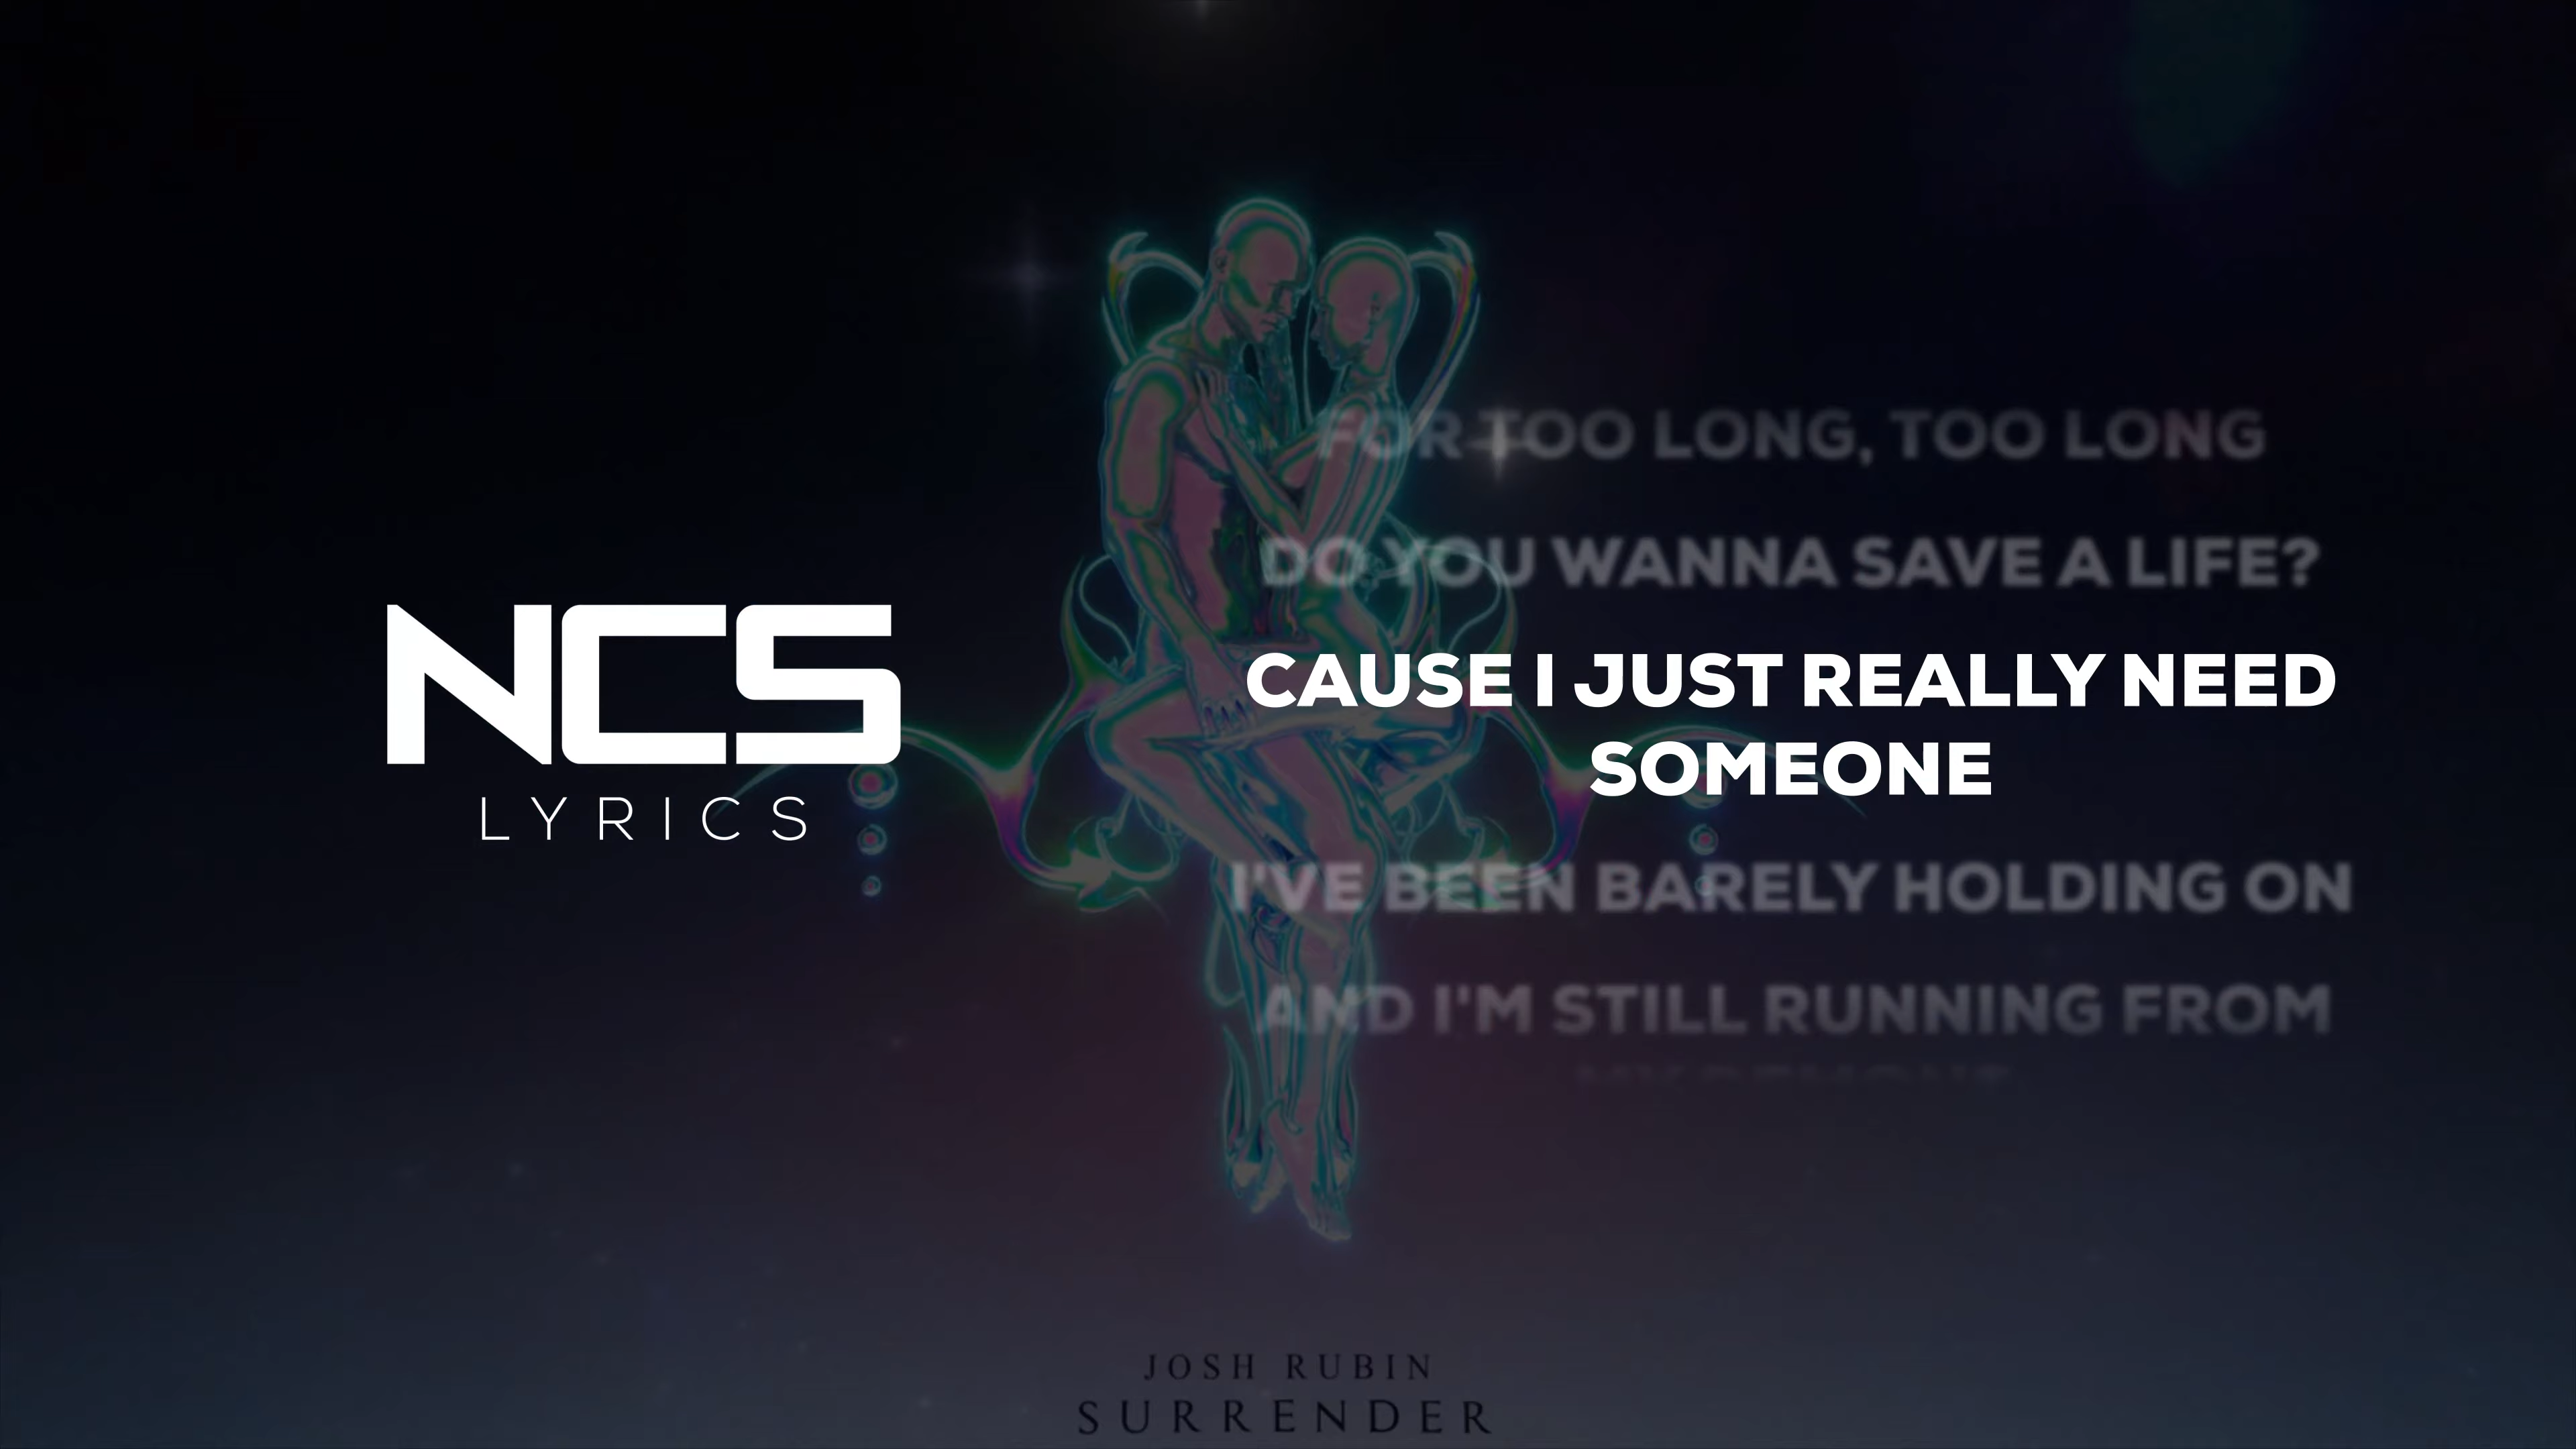 NCS
LYRICS
FOR TOO LONG, TOO LONG
DO YOU WANNA SAVE A LIFE?
CAUSE I JUST REALLY NEED
SOMEONE
I'VE BEEN BARELY HOLDING ON
AND I'M STILL RUNNING FROM
JOSH RUBIN
SURRENDER